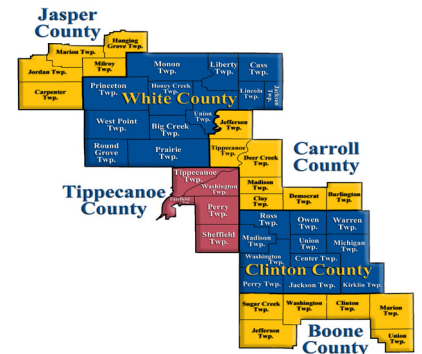 Jasper
County
Hanging
Grove Twp.
Marion Twp.
Jordan Twp.
Milroy
Twp.
Carpenter
Twp.
Monon
Twp.
Liberty
Twp.
Cass
Twp.
Princeton
Twp.
Honey Creek
Twp.
Lincoln
Twp.
Jackson
Twp.
White County
West Point
Twp.
Big Creek
Twp.
Union
Twp.
Jefferson
Twp.
Round
Grove
Twp.
Prairie
Twp.
Tippecanoe
Twp.
Deer Creek
Twp.
Carroll
County
Tippecanoe
County
Tippecanoe
Twp.
Washington
Twp.
Fairfield
Twp.
Perry
Twp.
Sheffield
Twp.
Madison
Twp.
Clay
Twp.
Democrat
Twp.
Burlington
Twp.
Ross
Twp.
Owen
Twp.
Warren
Twp.
Madison
Twp.
Union
Twp.
Michigan
Twp.
Washington
Twp.
Center Twp.
Clinton County
Perry Twp.
Jackson Twp.
Kirklin Twp.
Sugar Creek
Twp.
Washington
Twp.
Clinton
Twp.
Marion
Twp.
Jefferson
Twp.
Union
Twp.
Boone
County